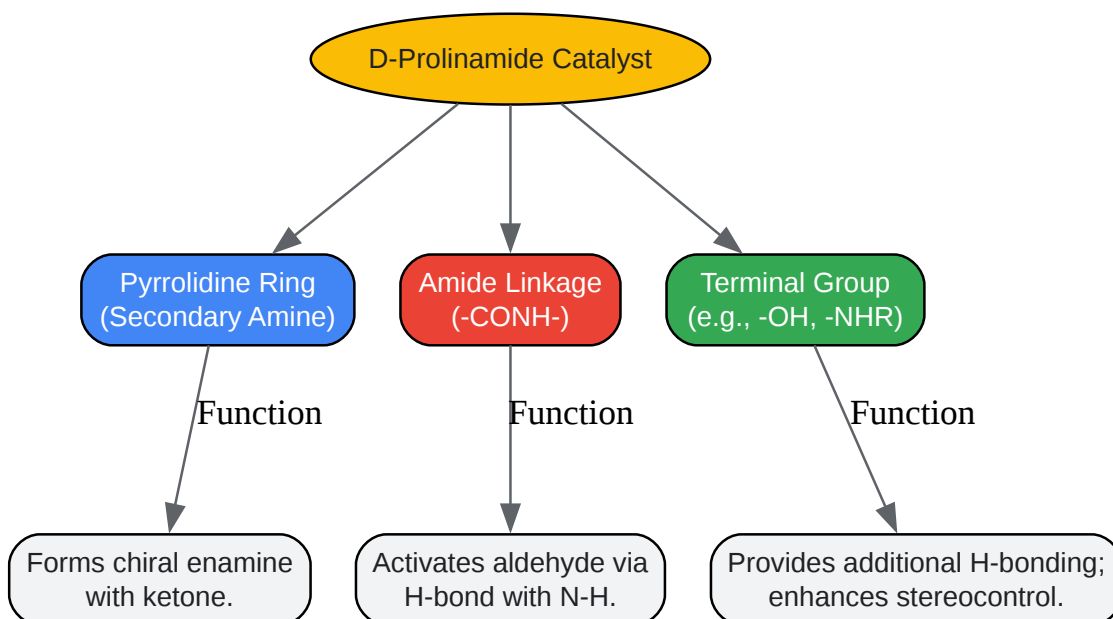 D-Prolinamide Catalyst
Pyrrolidine Ring
(Secondary Amine)
Amide Linkage
(-CONH-)
Terminal Group
(e.g., -OH, -NHR)
Function
Function
Function
Forms chiral enamine
with ketone.
Activates aldehyde via
H-bond with N-H.
Provides additional H-bonding;
enhances stereocontrol.